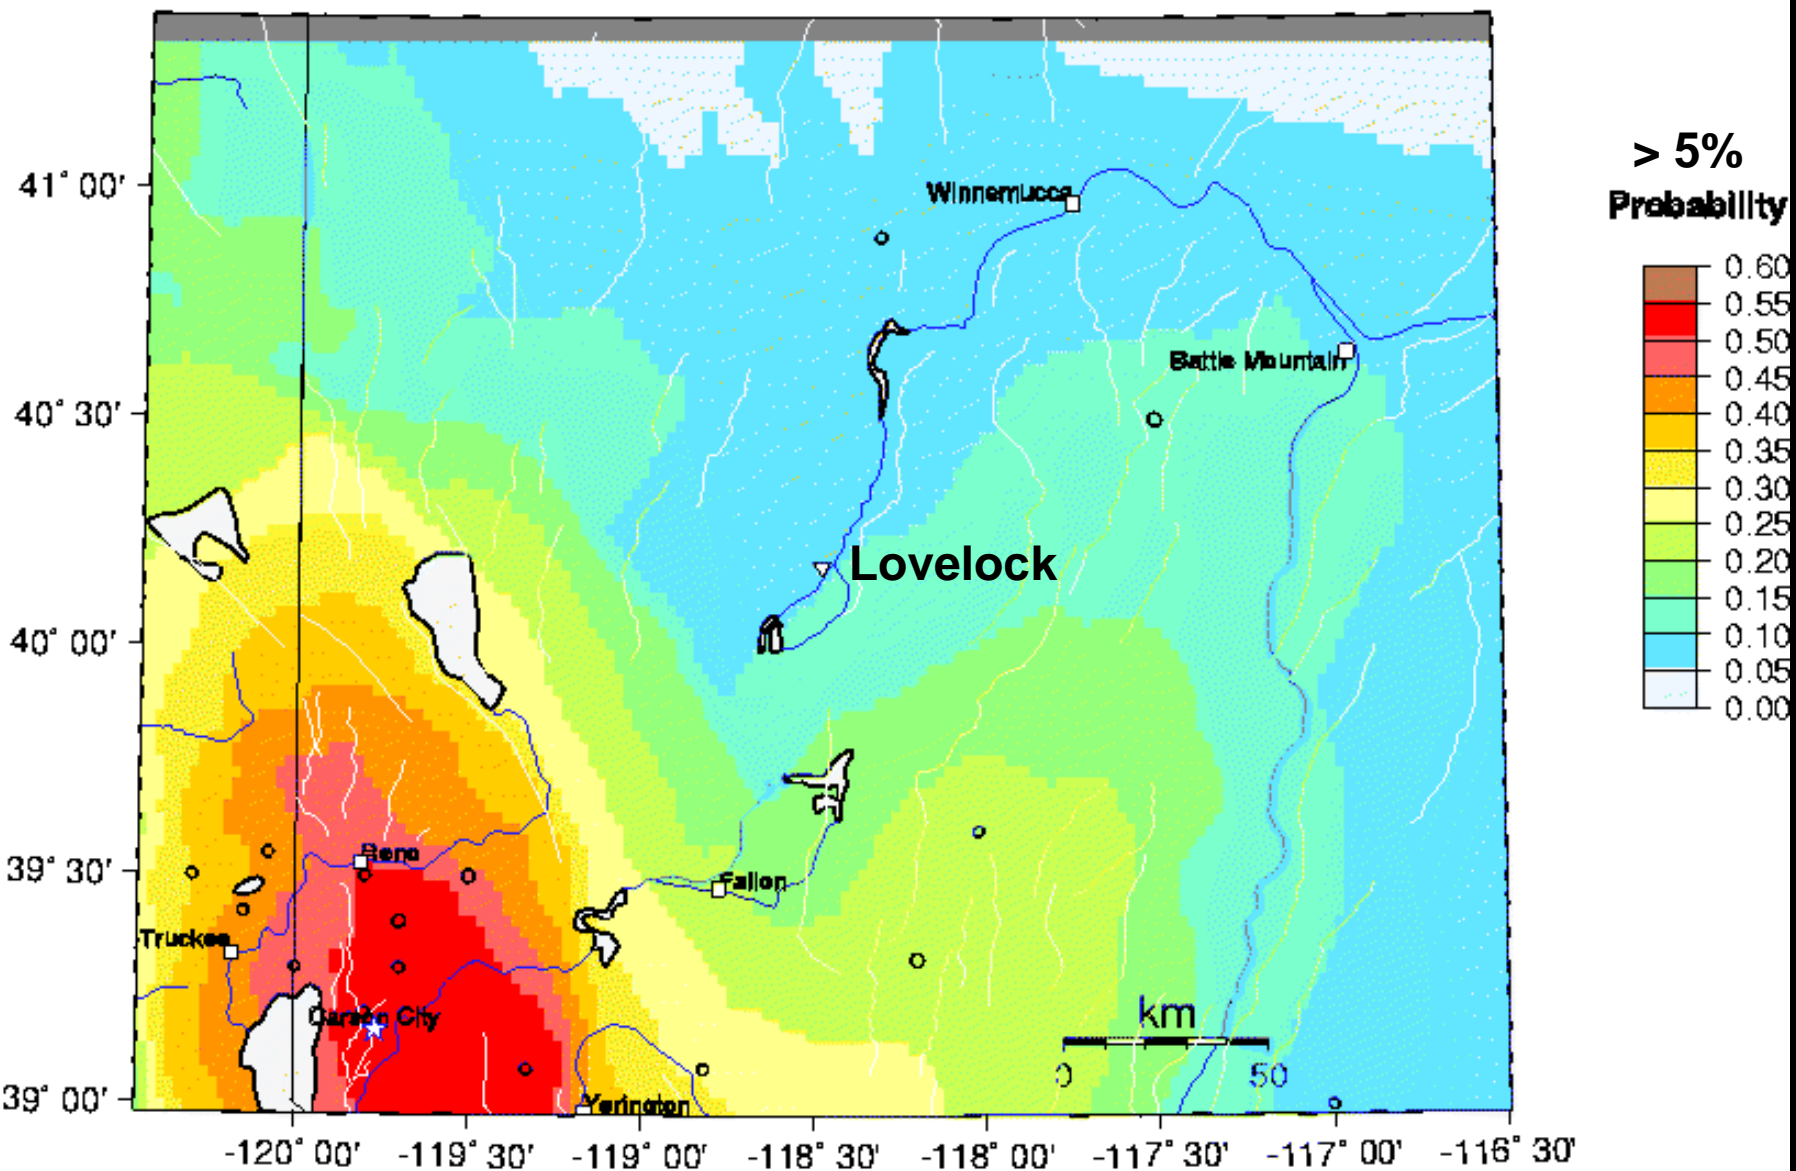 > 5%
Probability
41° 00'
Winnemucca
0.60
0.55
0.50
Battle Mountain
0.45
40° 30'
0.40
0.35
0.30
0.25
Lovelock
0.20
0.15
40° 00'
0.10
0.05
0.00
Reno
39° 30'
Fallon
Truckee
Carson City
km
0 50
39° 00'
Yerington
-120° 00' -119° 30' -119° 00' -118° 30' -118° 00' -117° 30' -117° 00' -116° 30'